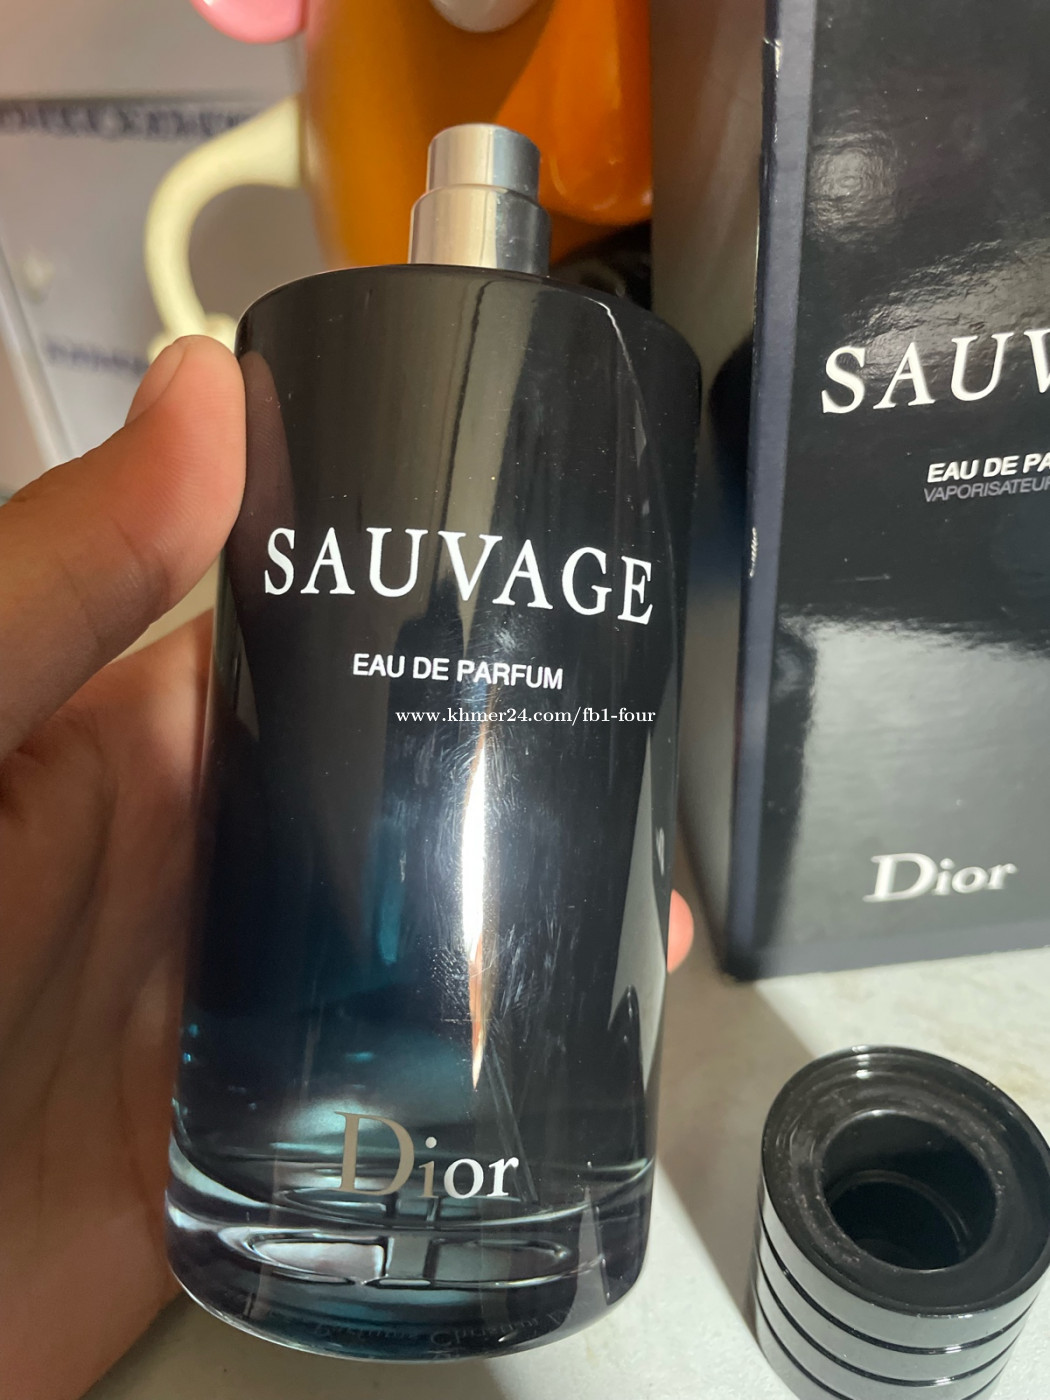 SAUVAGE
EAU DE PARFUM
www.khmer24.com/fb1-four
Dior
SAUV
EAU DE PA
VAPORISATEUR
Dior